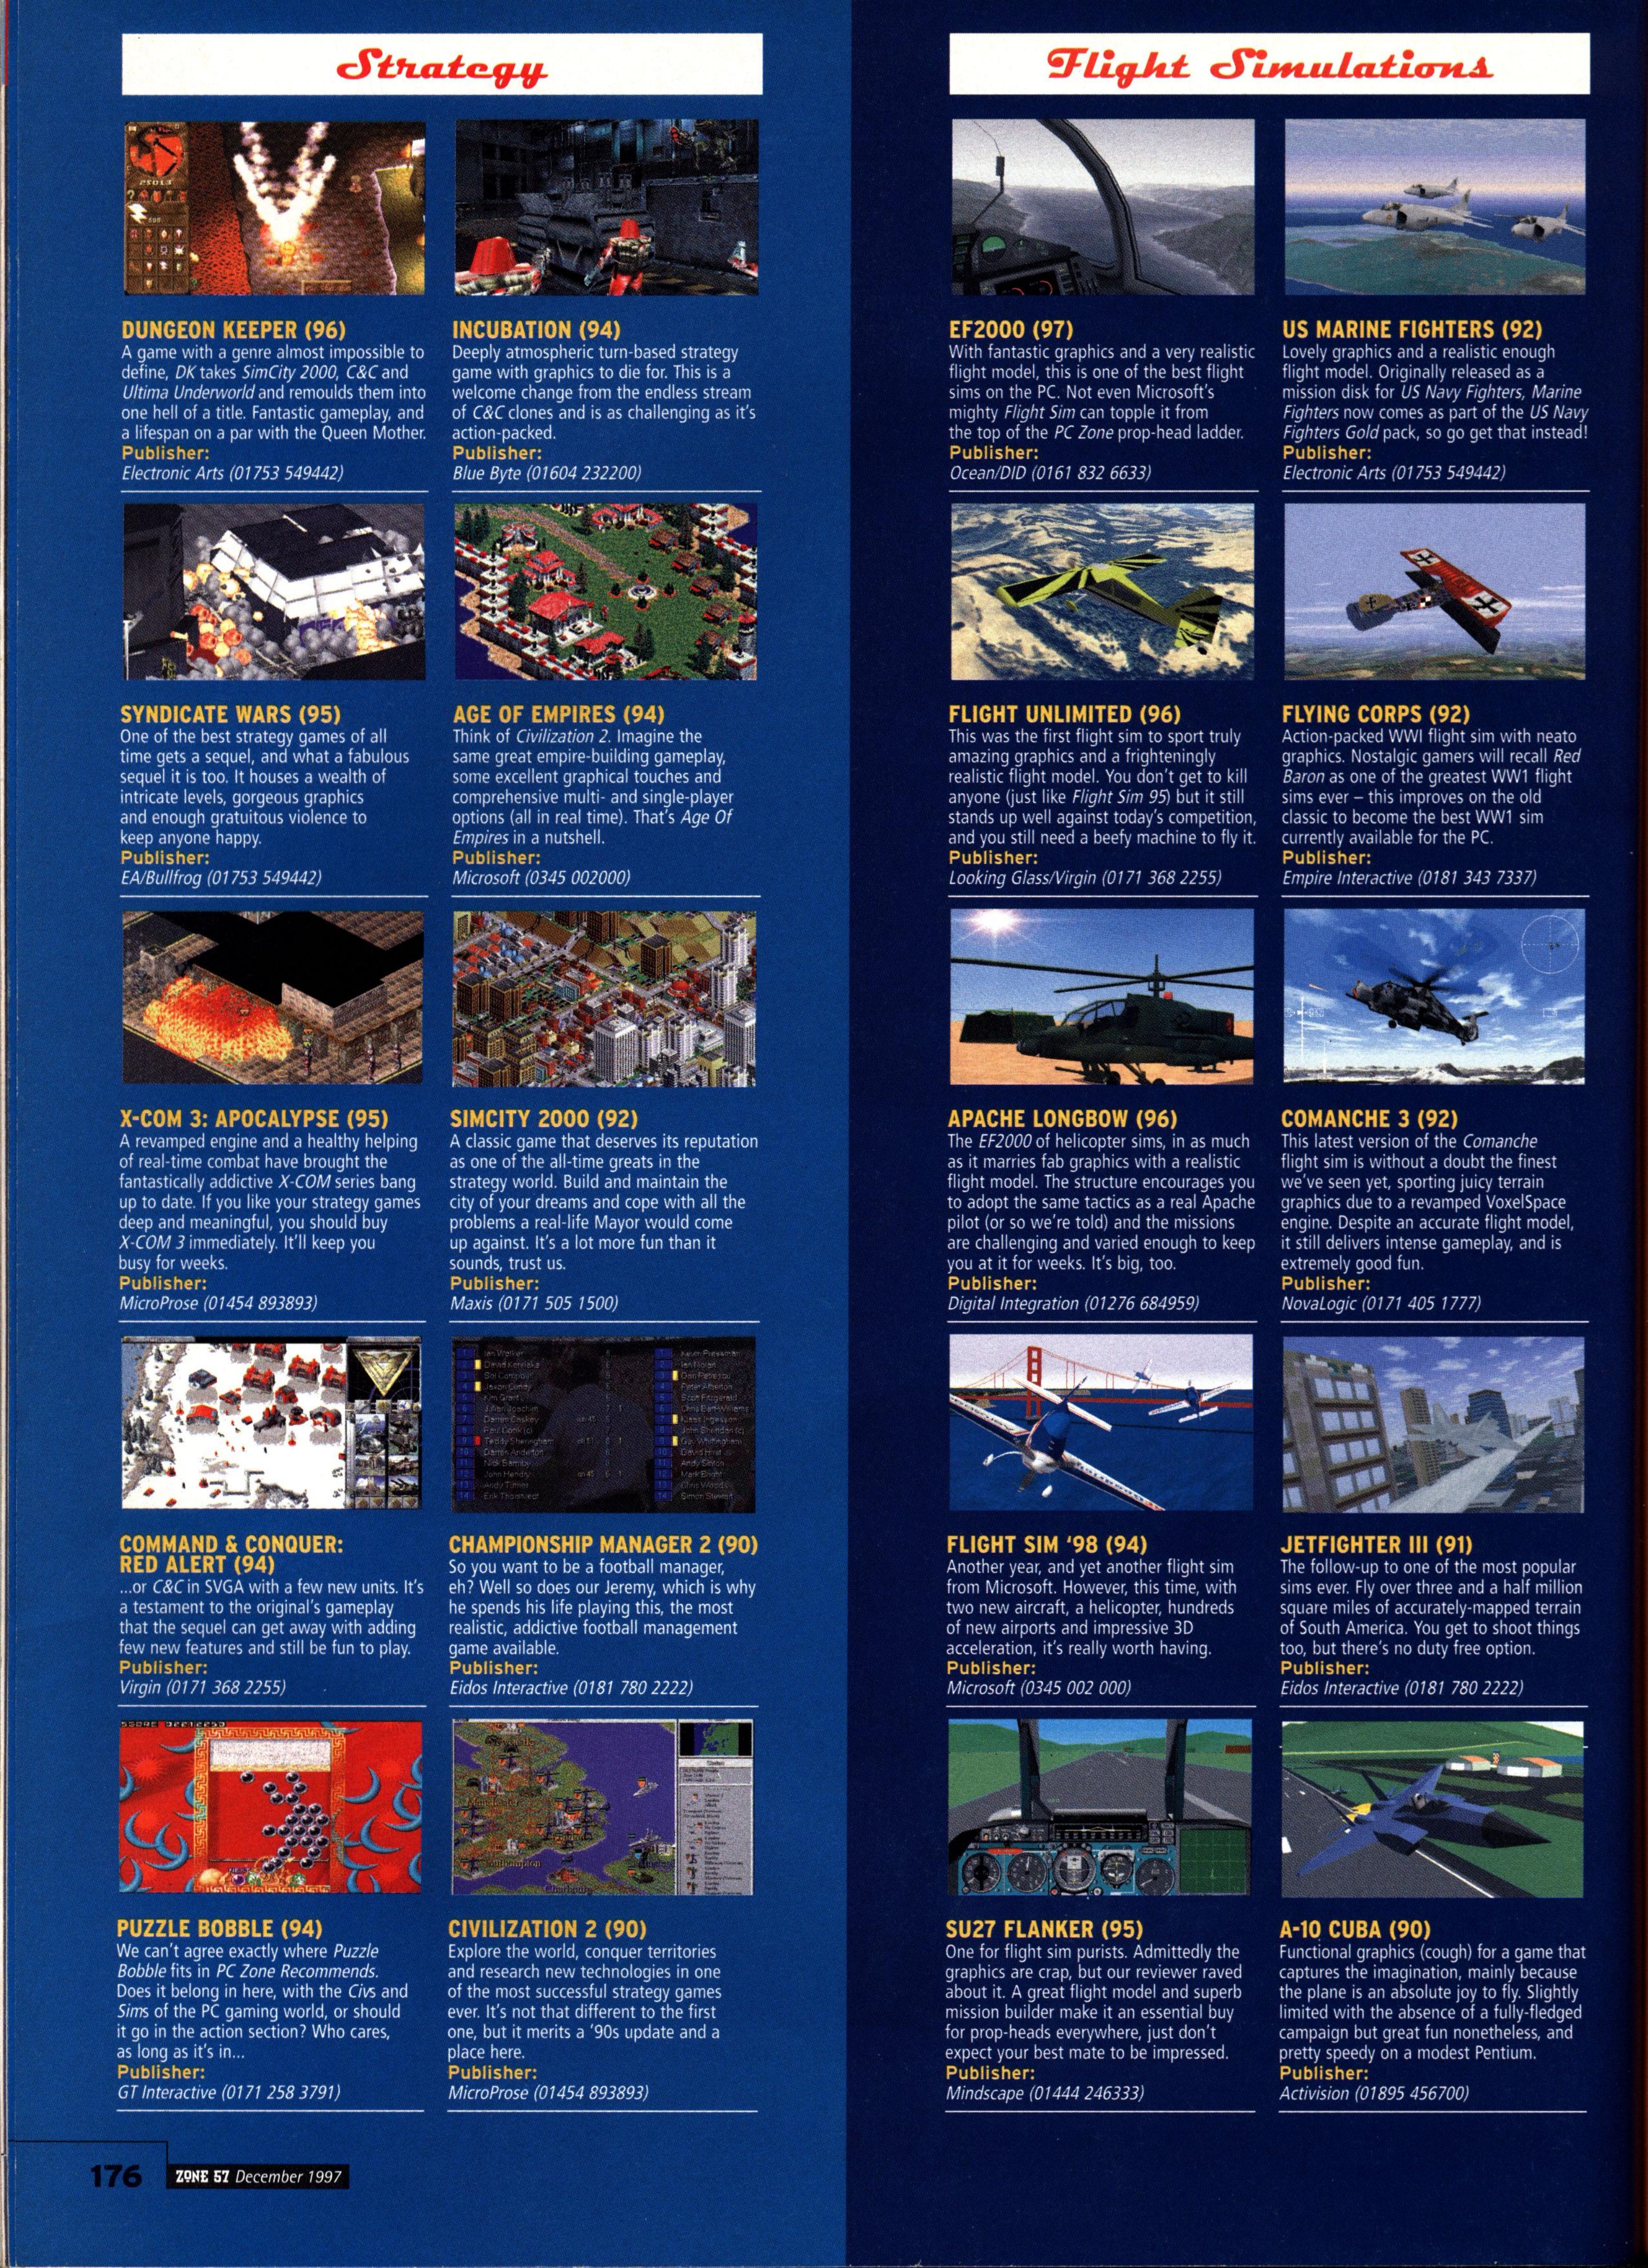 Strategy
DUNGEON KEEPER (96)
A game with a genre almost impossible to
define, DK takes SimCity 2000, C&C and
Ultima Underworld and remoulds them into
one hell of a title. Fantastic gameplay, and
a lifespan on a par with the Queen Mother.
Publisher:
Electronic Arts (01753 549442)
INCUBATION (94)
Deeply atmospheric turn-based strategy
game with graphics to die for. This is a
welcome change from the endless stream
of C&C clones and is as challenging as it's
action-packed.
Publisher:
Blue Byte (01604 232200)
SYNDICATE WARS (95)
One of the best strategy games of all
time gets a sequel, and what a fabulous
sequel it is too. It houses a wealth of
intricate levels, gorgeous graphics
and enough gratuitous violence to
keep anyone happy.
Publisher:
EA/Bullfrog (01753 549442)
AGE OF EMPIRES (94)
Think of Civilization 2. Imagine the
same great empire-building gameplay,
some excellent graphical touches and
comprehensive multi- and single-player
options (all in real time). That's Age Of
Empires in a nutshell.
Publisher:
Microsoft (0345 002000)
X-COM 3: APOCALYPSE (95)
A revamped engine and a healthy helping
of real-time combat have brought the
fantastically addictive X-COM series bang
up to date. If you like your strategy games
deep and meaningful, you should buy
X-COM 3 immediately. It'll keep you
busy for weeks.
Publisher:
MicroProse (01454 893893)
SIMCITY 2000 (92)
A classic game that deserves its reputation
as one of the all-time greats in the
strategy world. Build and maintain the
city of your dreams and cope with all the
problems a real-life Mayor would come
up against. It's a lot more fun than it
sounds, trust us.
Publisher:
Maxis (0171 505 1500)
COMMAND & CONQUER:
RED ALERT (94)
...or C&C in SVGA with a few new units. It's
a testament to the original's gameplay
that the sequel can get away with adding
few new features and still be fun to play.
Publisher:
Virgin (0171 368 2255)
CHAMPIONSHIP MANAGER 2 (90)
So you want to be a football manager,
eh? Well so does our Jeremy, which is why
he spends his life playing this, the most
realistic, addictive football management
game available.
Publisher:
Eidos Interactive (0181 780 2222)
PUZZLE BOBBLE (94)
We can't agree exactly where Puzzle
Bobble fits in PC Zone Recommends.
Does it belong in here, with the Civs and
Sims of the PC gaming world, or should
it go in the action section? Who cares,
as long as it's in...
Publisher:
GT Interactive (0171 258 3791)
CIVILIZATION 2 (90)
Explore the world, conquer territories
and research new technologies in one
of the most successful strategy games
ever. It's not that different to the first
one, but it merits a '90s update and a
place here.
Publisher:
MicroProse (01454 893893)
Flight Simulations
EF2000 (97)
With fantastic graphics and a very realistic
flight model, this is one of the best flight
sims on the PC. Not even Microsoft's
mighty Flight Sim can topple it from
the top of the PC Zone prop-head ladder.
Publisher:
Ocean/DID (0161 832 6633)
US MARINE FIGHTERS (92)
Lovely graphics and a realistic enough
flight model. Originally released as a
mission disk for US Navy Fighters, Marine
Fighters now comes as part of the US Navy
Fighters Gold pack, so go get that instead!
Publisher:
Electronic Arts (01753 549442)
FLIGHT UNLIMITED (96)
This was the first flight sim to sport truly
amazing graphics and a frighteningly
realistic flight model. You don't get to kill
anyone (just like Flight Sim 95) but it still
stands up well against today's competition,
and you still need a beefy machine to fly it.
Publisher:
Looking Glass/Virgin (0171 368 2255)
FLYING CORPS (92)
Action-packed WWI flight sim with neato
graphics. Nostalgic gamers will recall Red
Baron as one of the greatest WW1 flight
sims ever – this improves on the old
classic to become the best WW1 sim
currently available for the PC.
Publisher:
Empire Interactive (0181 343 7337)
APACHE LONGBOW (96)
The EF2000 of helicopter sims, in as much
as it marries fab graphics with a realistic
flight model. The structure encourages you
to adopt the same tactics as a real Apache
pilot (or so we're told) and the missions
are challenging and varied enough to keep
you at it for weeks. It's big, too.
Publisher:
Digital Integration (01276 684959)
COMANCHE 3 (92)
This latest version of the Comanche
flight sim is without a doubt the finest
we've seen yet, sporting juicy terrain
graphics due to a revamped VoxelSpace
engine. Despite an accurate flight model,
it still delivers intense gameplay, and is
extremely good fun.
Publisher:
NovaLogic (0171 405 1777)
FLIGHT SIM '98 (94)
Another year, and yet another flight sim
from Microsoft. However, this time, with
two new aircraft, a helicopter, hundreds
of new airports and impressive 3D
acceleration, it's really worth having.
Publisher:
Microsoft (0345 002 000)
JETFIGHTER III (91)
The follow-up to one of the most popular
sims ever. Fly over three and a half million
square miles of accurately-mapped terrain
of South America. You get to shoot things
too, but there's no duty free option.
Publisher:
Eidos Interactive (0181 780 2222)
SU27 FLANKER (95)
One for flight sim purists. Admittedly the
graphics are crap, but our reviewer raved
about it. A great flight model and superb
mission builder make it an essential buy
for prop-heads everywhere, just don't
expect your best mate to be impressed.
Publisher:
Mindscape (01444 246333)
A-10 CUBA (90)
Functional graphics (cough) for a game that
captures the imagination, mainly because
the plane is an absolute joy to fly. Slightly
limited with the absence of a fully-fledged
campaign but great fun nonetheless, and
pretty speedy on a modest Pentium.
Publisher:
Activision (01895 456700)
176 ZONE 57 December 1997